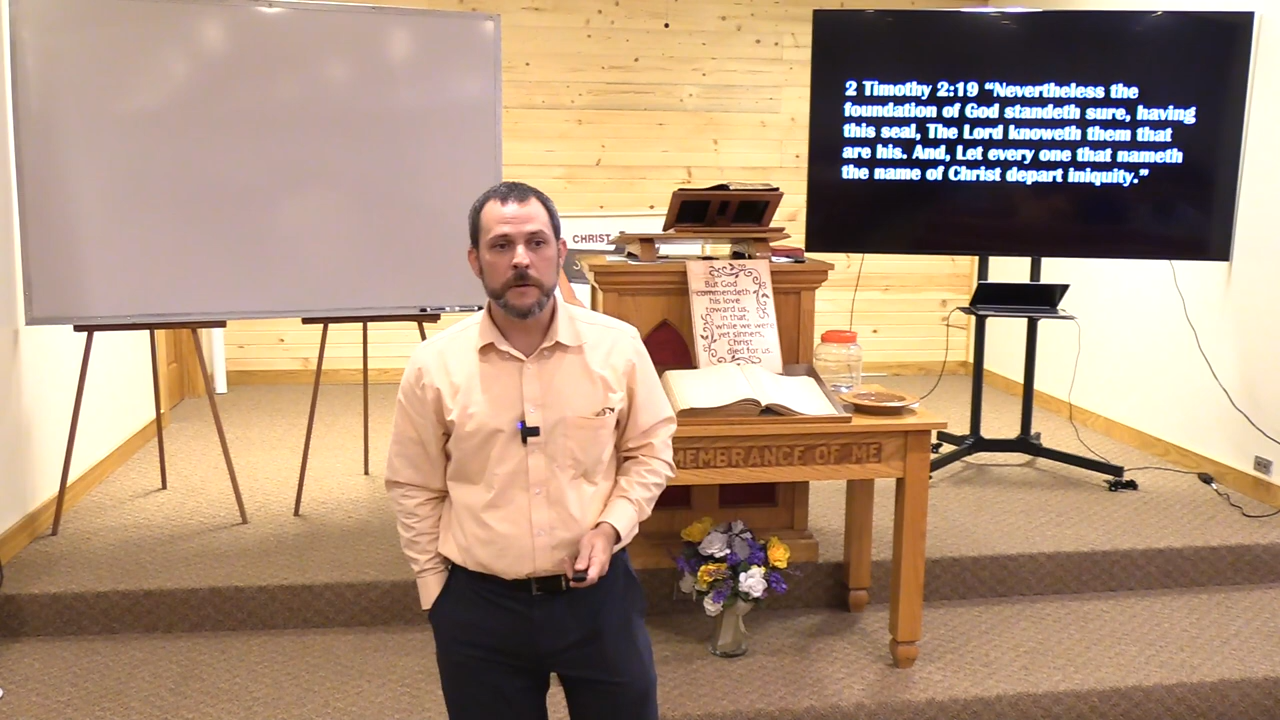 2 Timothy 2:19 “Nevertheless the
foundation of God standeth sure, having
this seal, The Lord knoweth them that
are his. And, Let every one that nameth
the name of Christ depart iniquity.”
CHRIST
But God
commendeth
his love
toward us,
in that,
while we were
yet sinners,
Christ
died for us.
MEMBRANCE OF ME